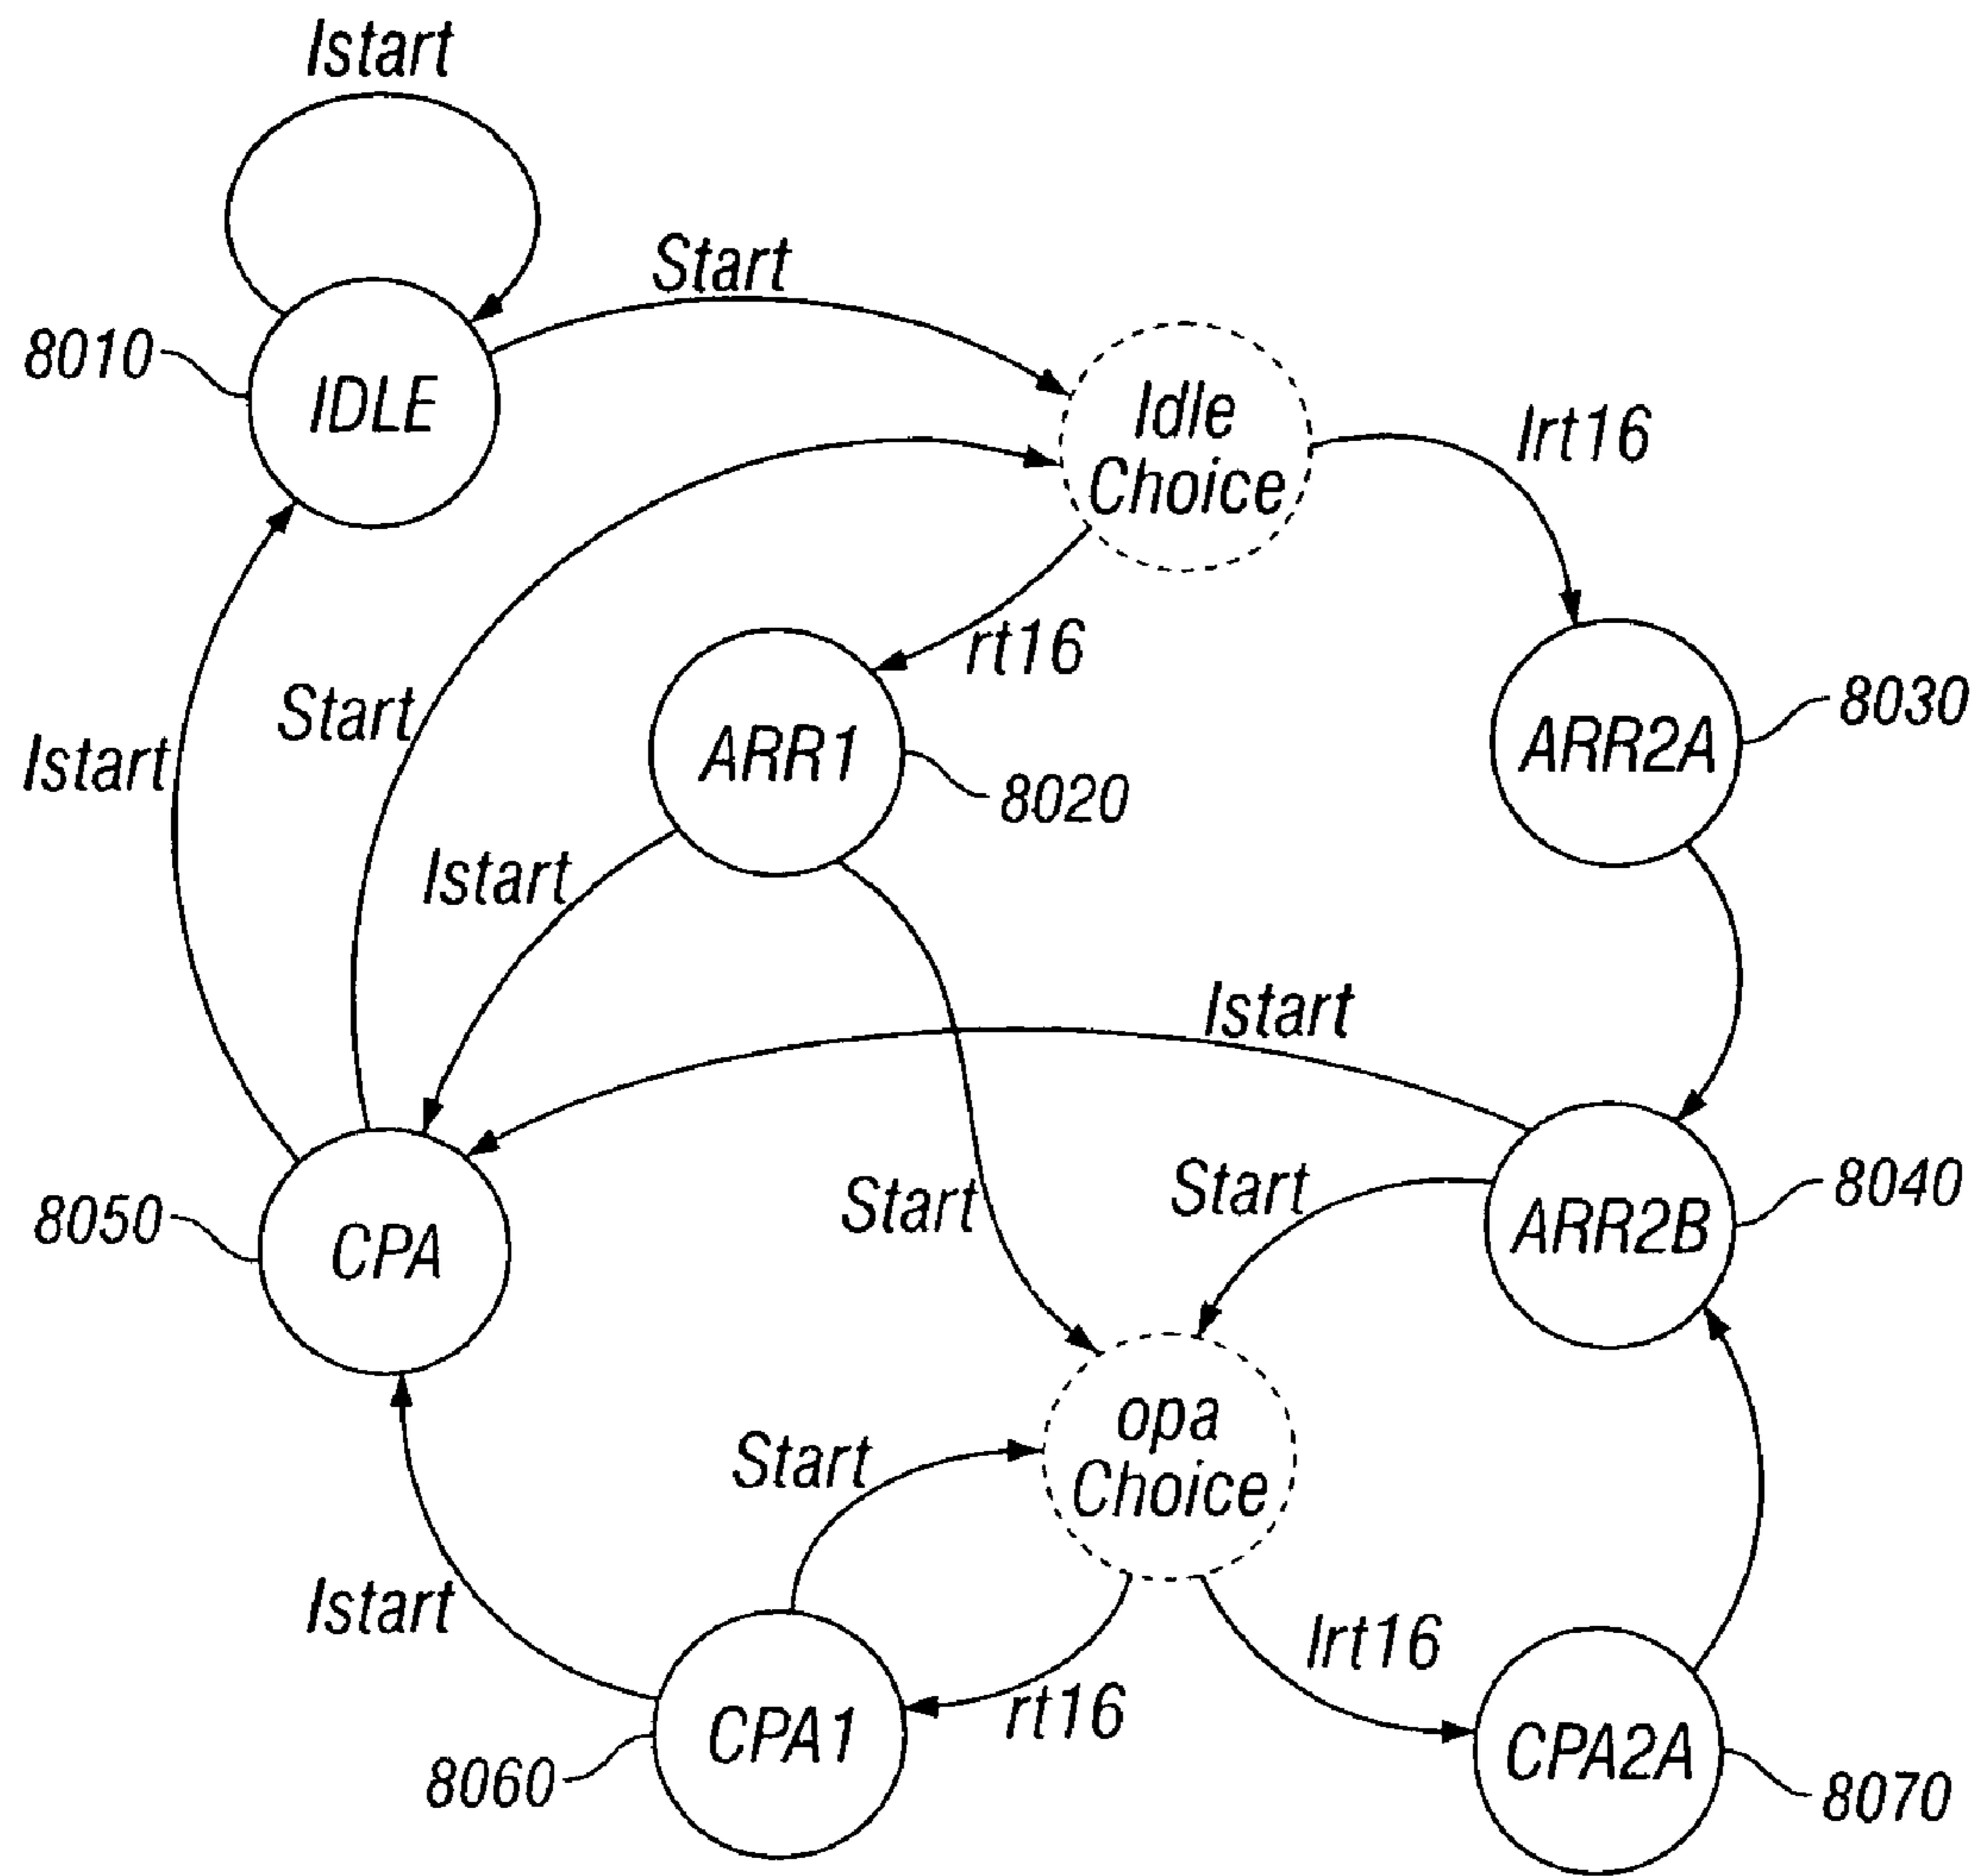 Istart
Start
8010
IDLE
Idle
Choice
Irt16
rt16
8030
Start
ARR1
ARR2A
Istart
8020
Istart
Istart
Start
Start
8040
8050
CPA
ARR2B
opa
Choice
Start
Istart
Irt16
rt16
CPA1
CPA2A
8060
8070